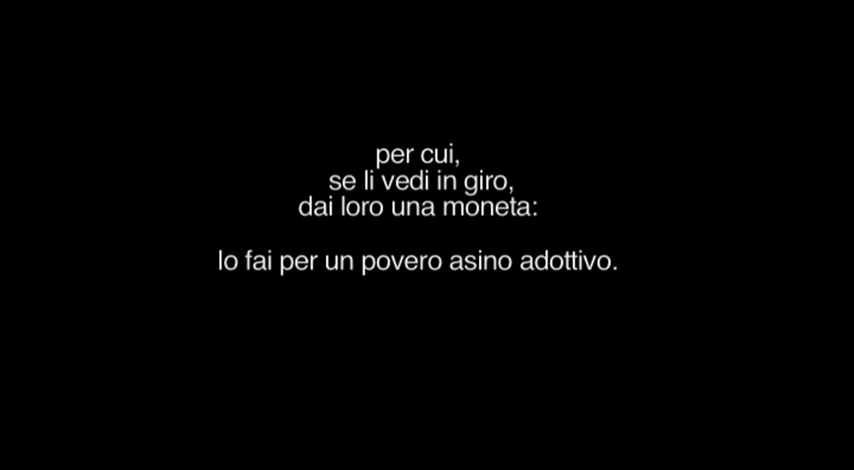 per cui,
se li vedi in giro,
dai loro una moneta:
lo fai per un povero asino adottivo.